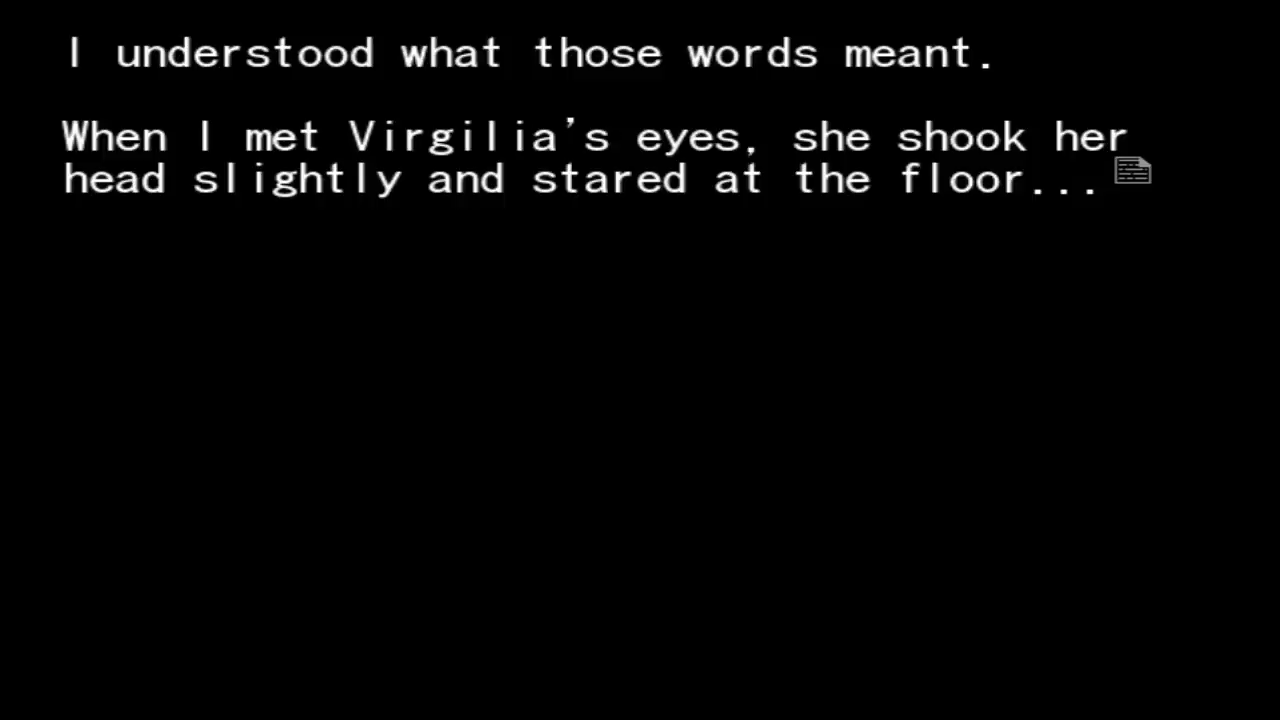 I understood what those words meant.
When I met Virgilia's eyes, she shook her
head slightly and stared at the floor...